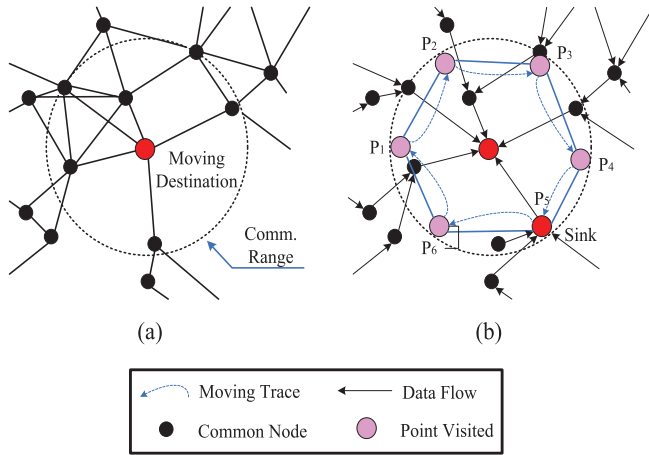 Moving
Destination
Comm.
Range
(a)
P2
P3
P1
P4
P5
P6
Sink
(b)
Moving Trace
Data Flow
Common Node
Point Visited